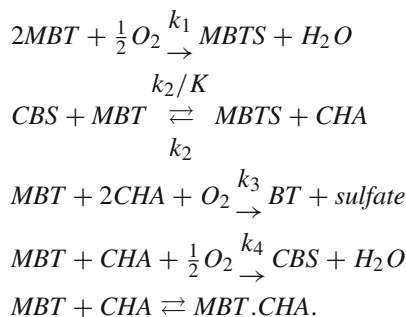 2MBT + ½O₂ →^{k₁} MBTS + H₂O
k₂/K
CBS + MBT ⇄ MBTS + CHA
k₂
MBT + 2CHA + O₂ →^{k₃} BT + sulfate
MBT + CHA + ½O₂ →^{k₄} CBS + H₂O
MBT + CHA ⇄ MBT.CHA.